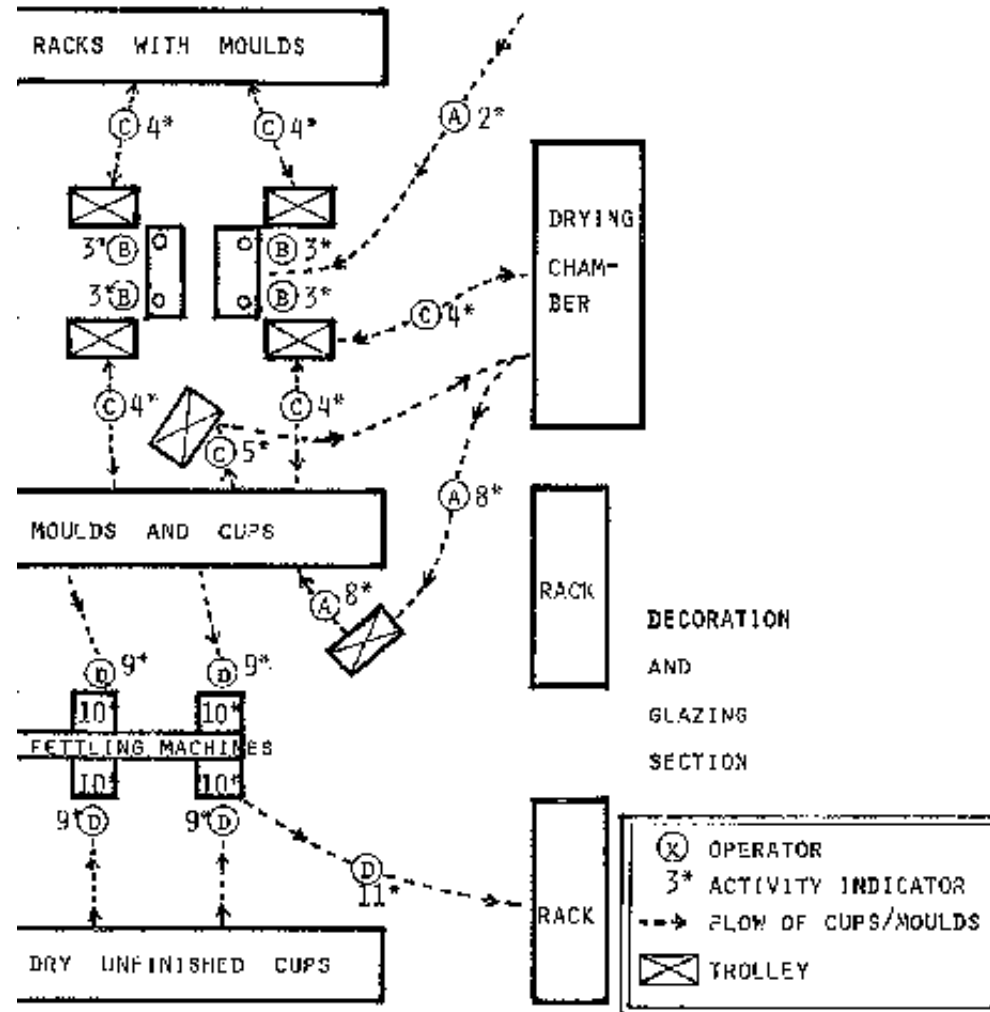 RACKS WITH MOULDS
C 4*
C 4*
A 2*
3* B
B 3*
3* B
B 3*
DRYING
CHAM-
BER
C 4*
C 4*
C 4*
C 5*
A 8*
MOULDS AND CUPS
A 8*
RACK
DECORATION
AND
GLAZING
SECTION
D 9*
D 9*
10*
10*
FETTLING MACHINES
10*
10*
9* D
9* D
D
11*
RACK
DRY UNFINISHED CUPS
X OPERATOR
3* ACTIVITY INDICATOR
FLOW OF CUPS/MOULDS
TROLLEY